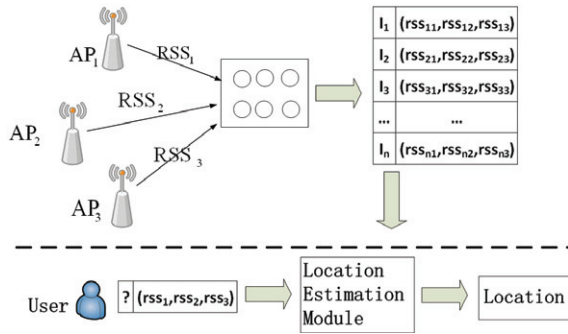 AP₁
RSS₁
AP₂
RSS₂
AP₃
RSS₃
l₁ (rss₁₁,rss₁₂,rss₁₃)
l₂ (rss₂₁,rss₂₂,rss₂₃)
l₃ (rss₃₁,rss₃₂,rss₃₃)
... ...
lₙ (rssₙ₁,rssₙ₂,rssₙ₃)
User
? (rss₁,rss₂,rss₃)
Location
Estimation
Module
Location